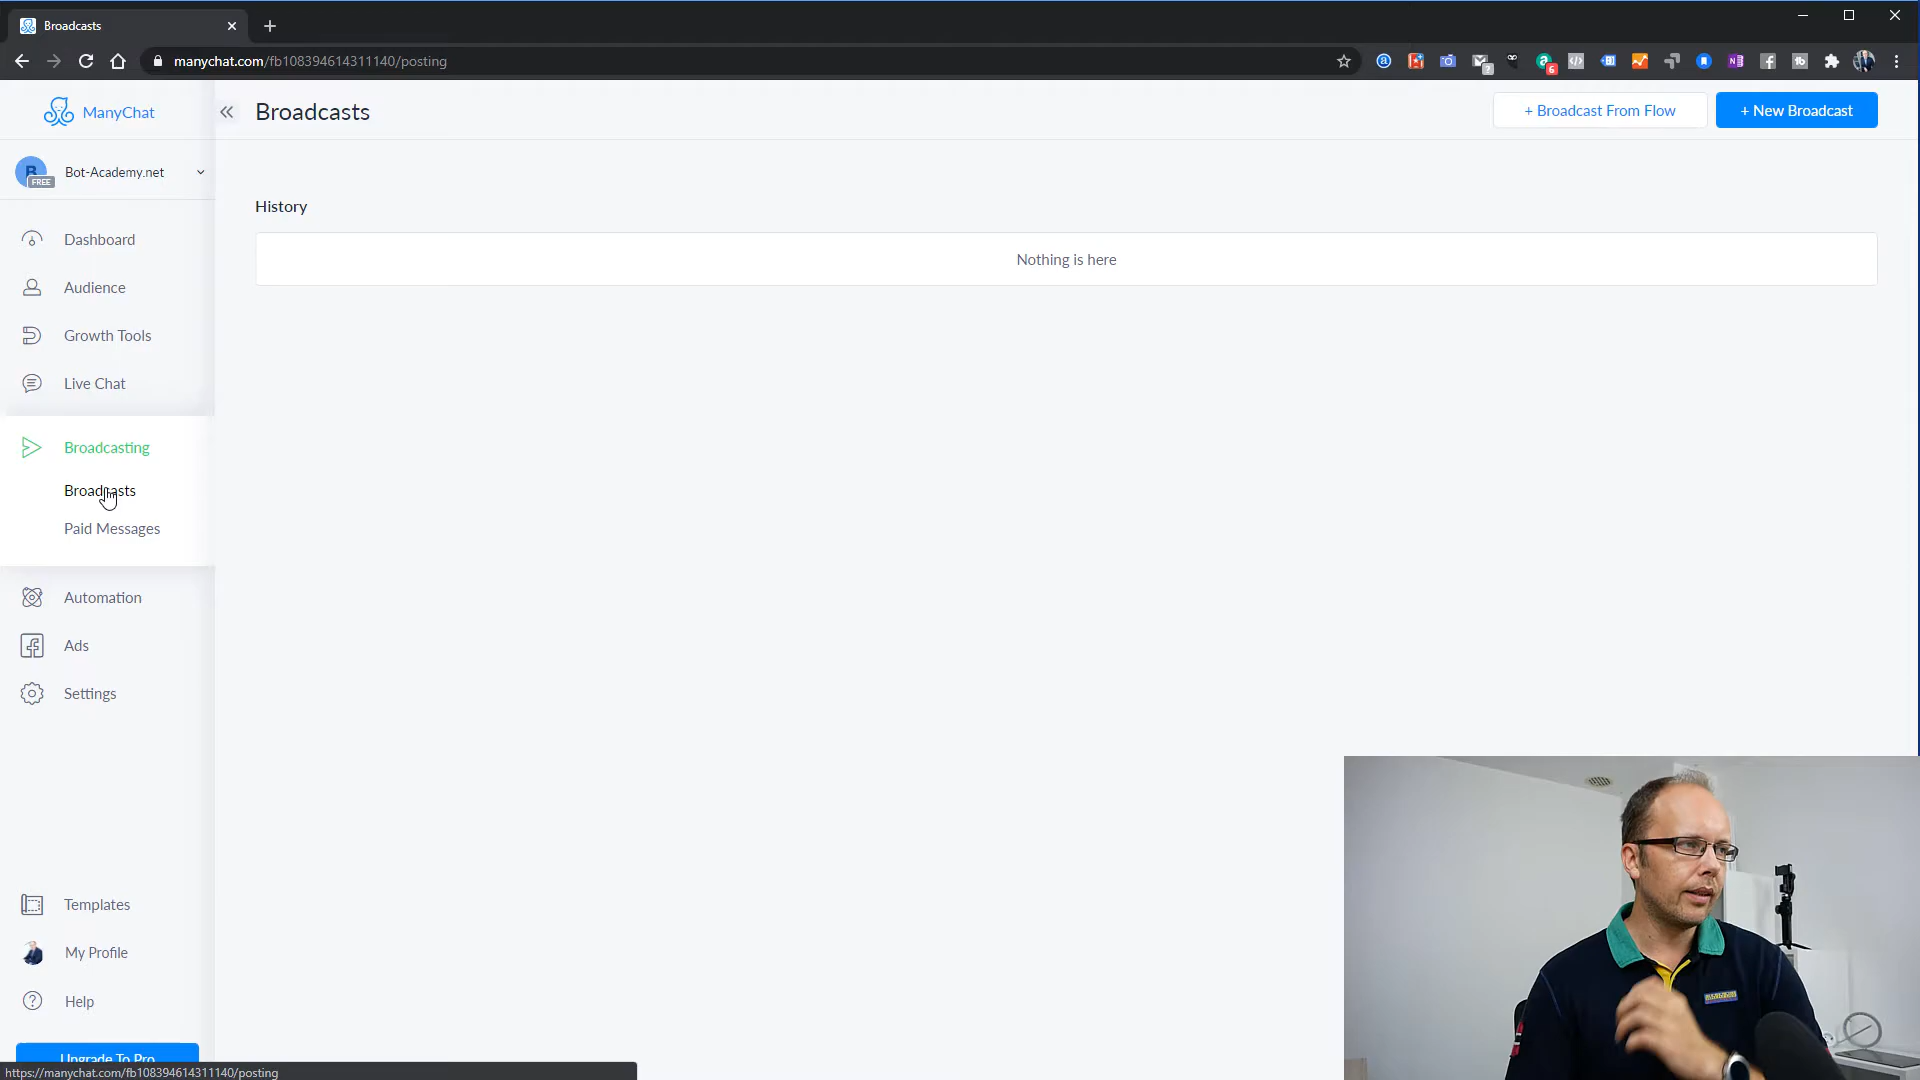 Broadcasts
manychat.com/fb108394614311140/posting
ManyChat
Broadcasts
+ Broadcast From Flow
+ New Broadcast
B
FREE
Bot-Academy.net
History
Nothing is here
Dashboard
Audience
Growth Tools
Live Chat
Broadcasting
Broadcasts
Paid Messages
Automation
Ads
Settings
Templates
My Profile
Help
Upgrade To Pro
https://manychat.com/fb108394614311140/posting